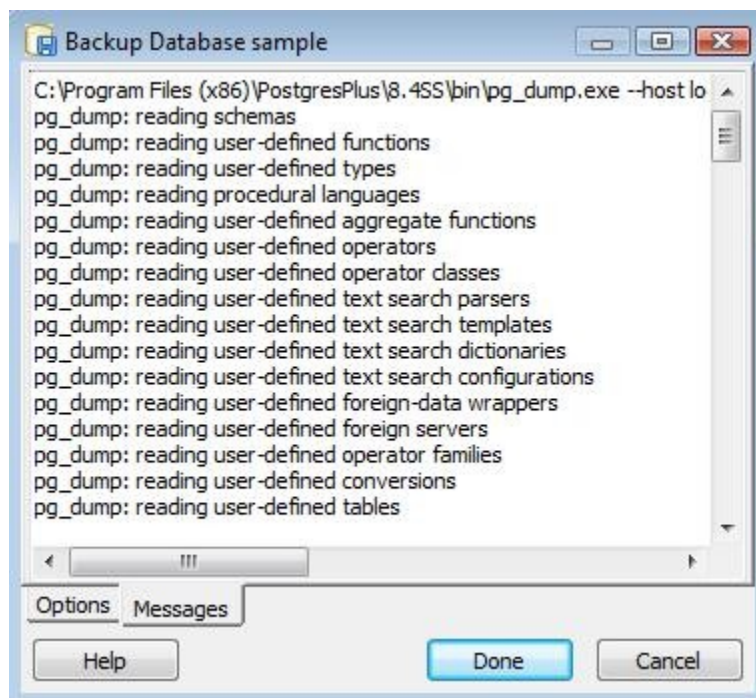 Backup Database sample
C:\Program Files (x86)\PostgresPlus\8.4SS\bin\pg_dump.exe --host lo
pg_dump: reading schemas
pg_dump: reading user-defined functions
pg_dump: reading user-defined types
pg_dump: reading procedural languages
pg_dump: reading user-defined aggregate functions
pg_dump: reading user-defined operators
pg_dump: reading user-defined operator classes
pg_dump: reading user-defined text search parsers
pg_dump: reading user-defined text search templates
pg_dump: reading user-defined text search dictionaries
pg_dump: reading user-defined text search configurations
pg_dump: reading user-defined foreign-data wrappers
pg_dump: reading user-defined foreign servers
pg_dump: reading user-defined operator families
pg_dump: reading user-defined conversions
pg_dump: reading user-defined tables
Options Messages
Help Done Cancel